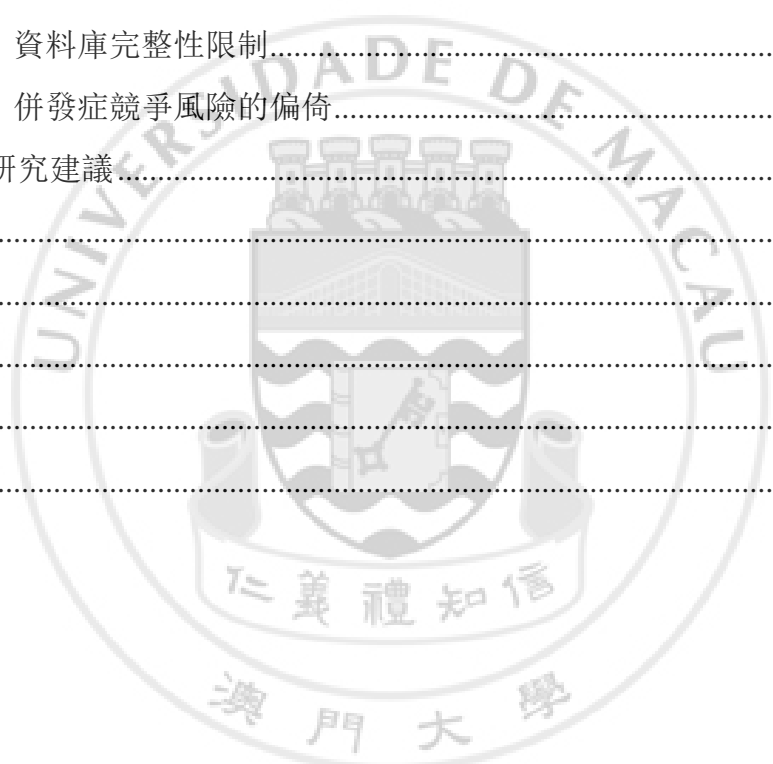 資料庫完整性限制................................................................
併發症競爭風險的偏倚........................................................
研究建議................................................................................
................................................................................................
................................................................................................
................................................................................................
................................................................................................
................................................................................................
UNIVERSIDADE DE MACAU
仁義禮知信
澳門大學